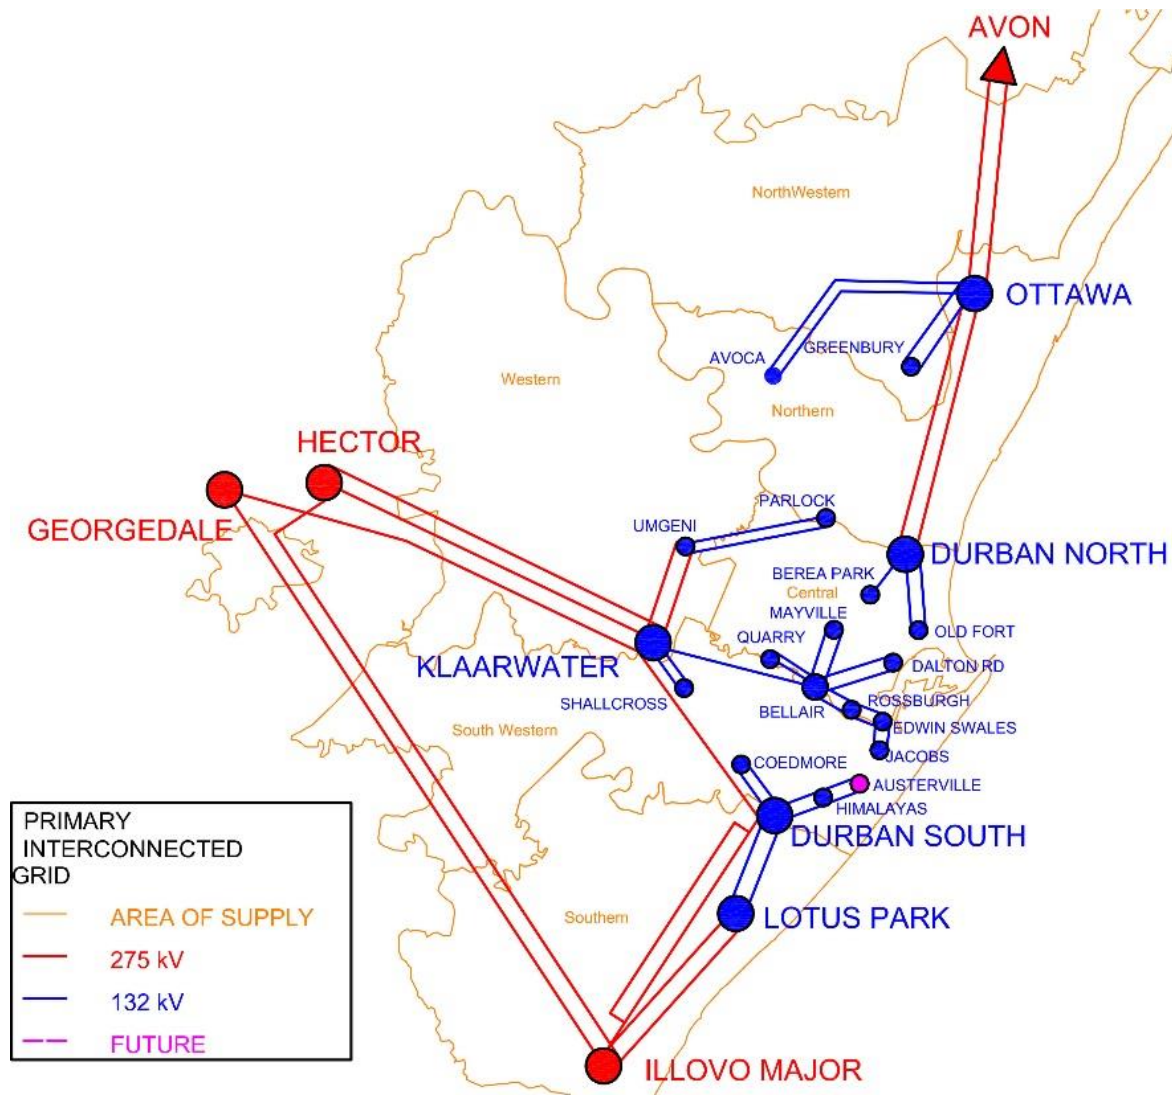 AVON
NorthWestern
OTTAWA
GREENBURY
AVOCA
Western
Northern
HECTOR
GEORGEDALE
PARLOCK
UMGENI
DURBAN NORTH
BEREA PARK
Central
MAYVILLE
OLD FORT
QUARRY
KLAARWATER
DALTON RD
SHALLCROSS
BELLAIR
ROSSBURGH
EDWIN SWALES
South Western
JACOBS
COEDMORE
AUSTERVILLE
HIMALAYAS
DURBAN SOUTH
LOTUS PARK
Southern
ILLOVO MAJOR
PRIMARY
INTERCONNECTED
GRID
AREA OF SUPPLY
275 kV
132 kV
FUTURE